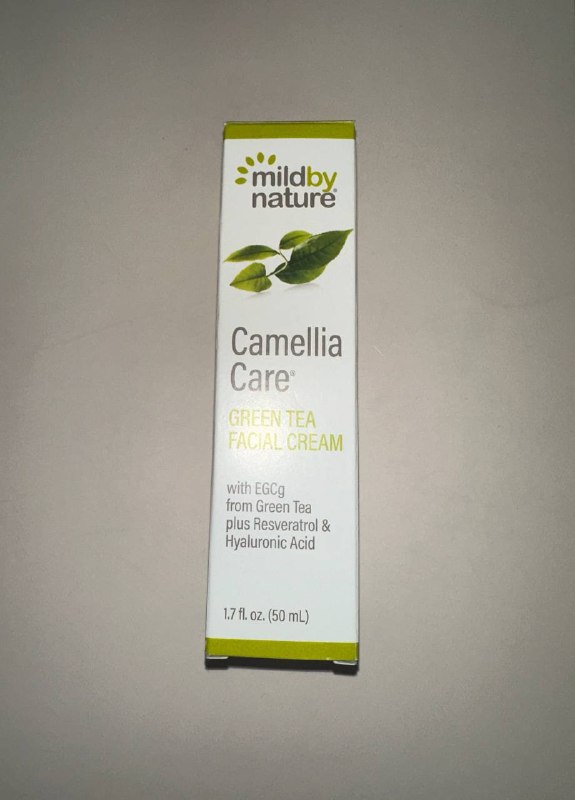 mildby
nature®
Camellia
Care®
GREEN TEA
FACIAL CREAM
with EGCg
from Green Tea
plus Resveratrol &
Hyaluronic Acid
1.7 fl. oz. (50 mL)